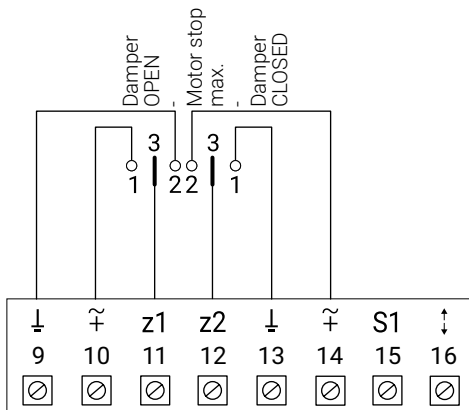 Damper
OPEN
-
Motor stop
max.
-
Damper
CLOSED
3 3
1 2 2 1
⊥ ~+ z1 z2 ⊥ ~+ S1 ↕
9 10 11 12 13 14 15 16